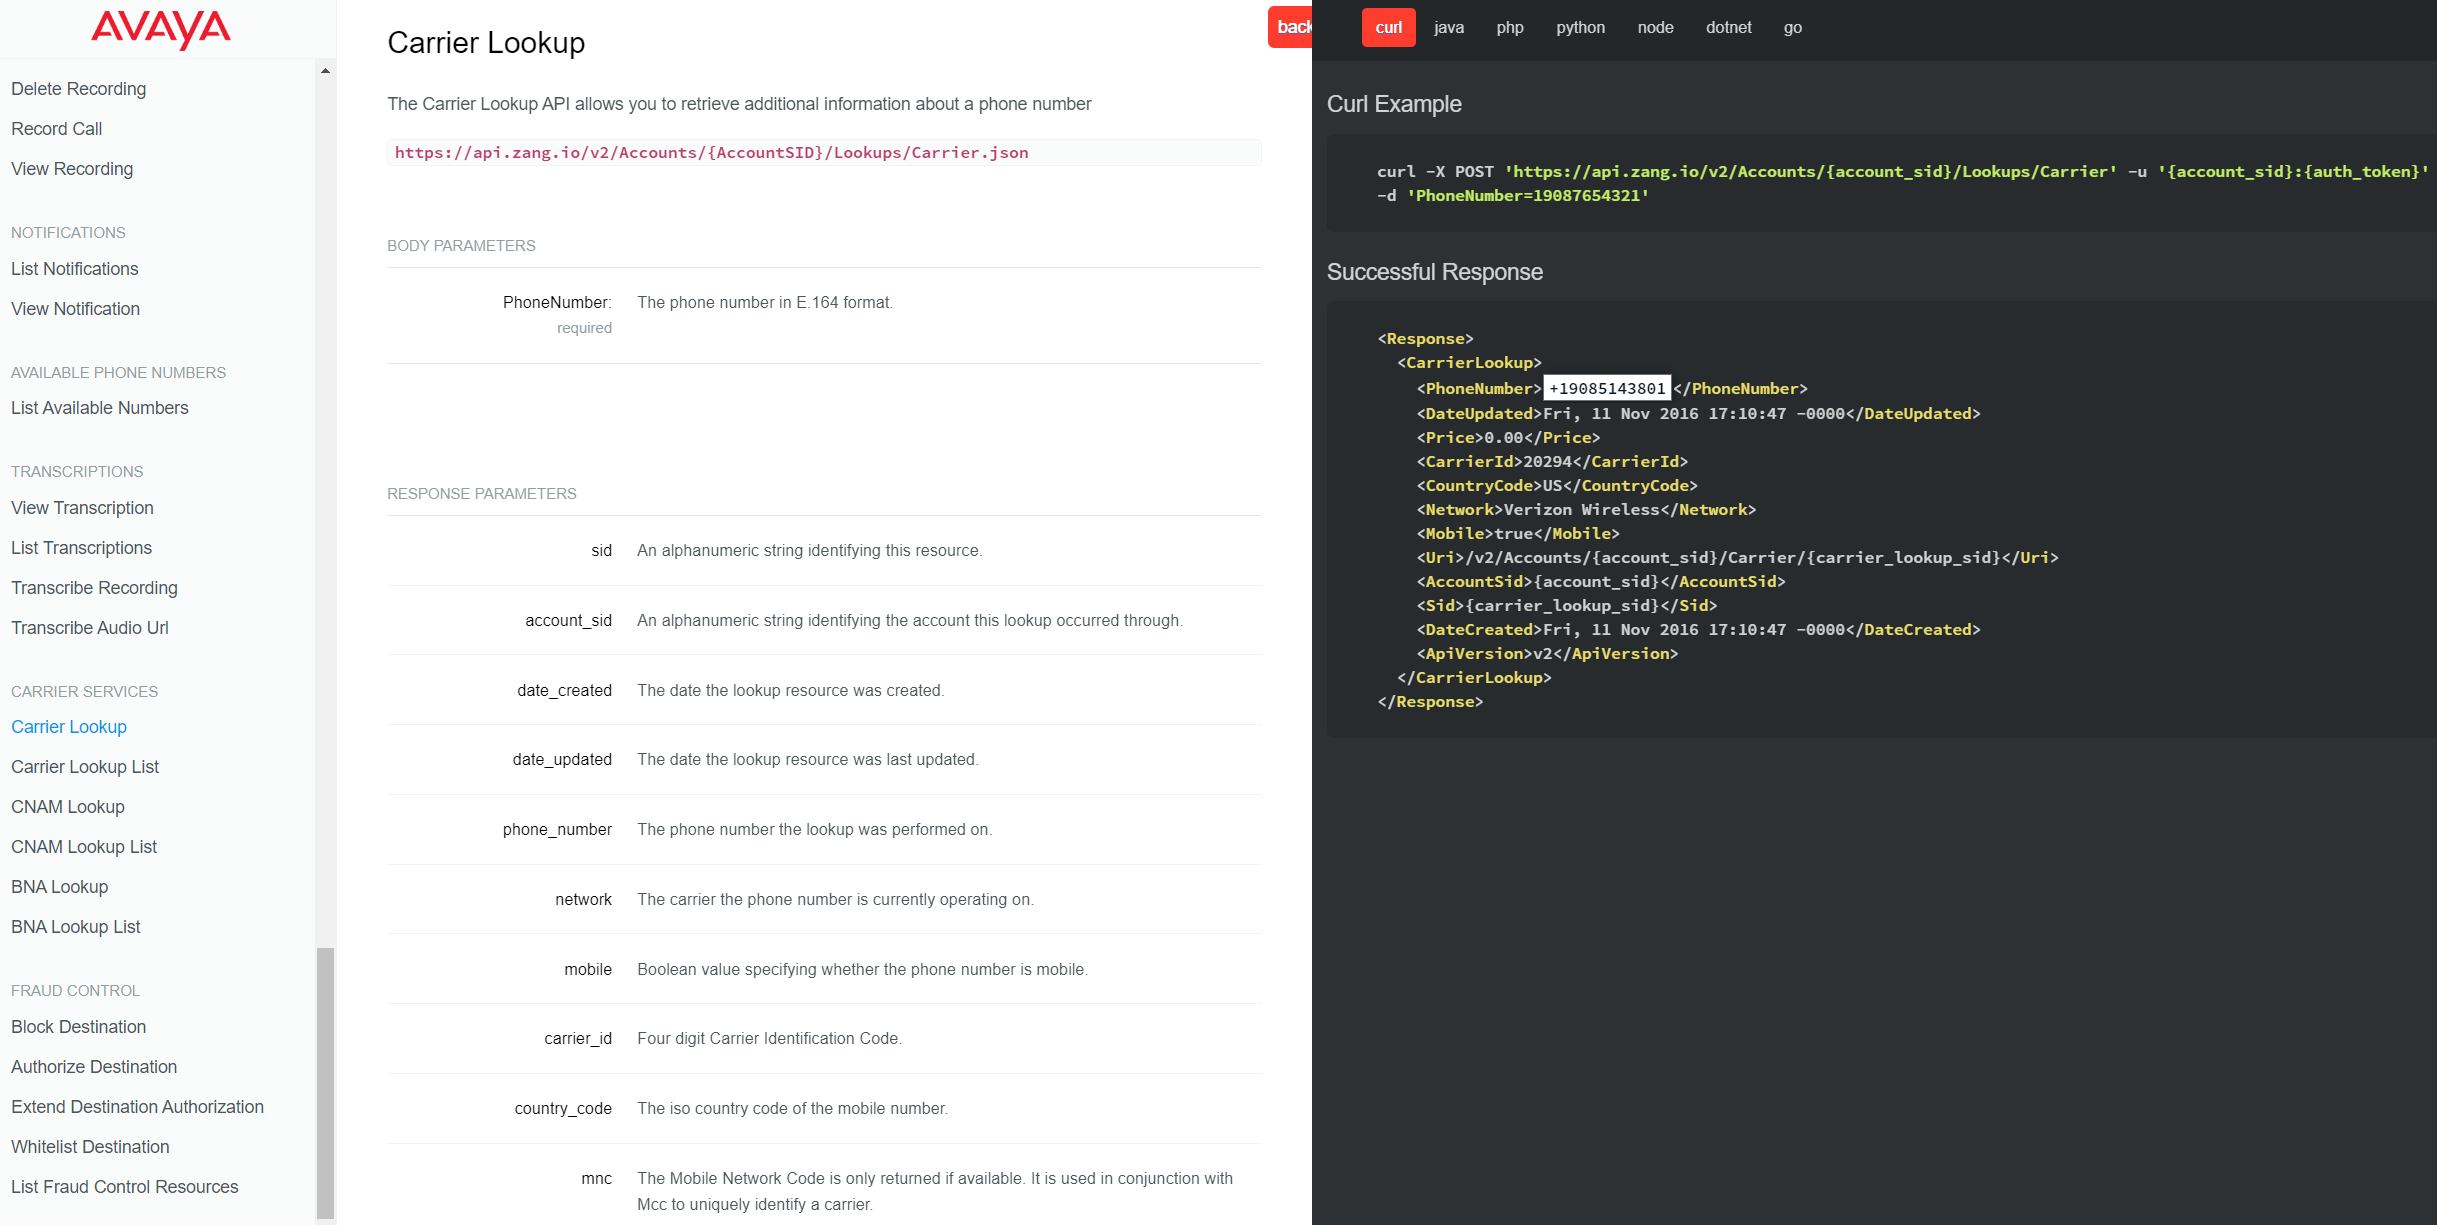 AVAYA
Delete Recording
Record Call
View Recording
NOTIFICATIONS
List Notifications
View Notification
AVAILABLE PHONE NUMBERS
List Available Numbers
TRANSCRIPTIONS
View Transcription
List Transcriptions
Transcribe Recording
Transcribe Audio Url
CARRIER SERVICES
Carrier Lookup
Carrier Lookup List
CNAM Lookup
CNAM Lookup List
BNA Lookup
BNA Lookup List
FRAUD CONTROL
Block Destination
Authorize Destination
Extend Destination Authorization
Whitelist Destination
List Fraud Control Resources
Carrier Lookup
back
The Carrier Lookup API allows you to retrieve additional information about a phone number
https://api.zang.io/v2/Accounts/{AccountSID}/Lookups/Carrier.json
BODY PARAMETERS
PhoneNumber: The phone number in E.164 format.
required
RESPONSE PARAMETERS
sid An alphanumeric string identifying this resource.
account_sid An alphanumeric string identifying the account this lookup occurred through.
date_created The date the lookup resource was created.
date_updated The date the lookup resource was last updated.
phone_number The phone number the lookup was performed on.
network The carrier the phone number is currently operating on.
mobile Boolean value specifying whether the phone number is mobile.
carrier_id Four digit Carrier Identification Code.
country_code The iso country code of the mobile number.
mnc The Mobile Network Code is only returned if available. It is used in conjunction with
Mcc to uniquely identify a carrier.
curl java php python node dotnet go
Curl Example
curl -X POST 'https://api.zang.io/v2/Accounts/{account_sid}/Lookups/Carrier' -u '{account_sid}:{auth_token}'
-d 'PhoneNumber=19087654321'
Successful Response
<Response>
<CarrierLookup>
<PhoneNumber>+19085143801</PhoneNumber>
<DateUpdated>Fri, 11 Nov 2016 17:10:47 -0000</DateUpdated>
<Price>0.00</Price>
<CarrierId>20294</CarrierId>
<CountryCode>US</CountryCode>
<Network>Verizon Wireless</Network>
<Mobile>true</Mobile>
<Uri>/v2/Accounts/{account_sid}/Carrier/{carrier_lookup_sid}</Uri>
<AccountSid>{account_sid}</AccountSid>
<Sid>{carrier_lookup_sid}</Sid>
<DateCreated>Fri, 11 Nov 2016 17:10:47 -0000</DateCreated>
<ApiVersion>v2</ApiVersion>
</CarrierLookup>
</Response>